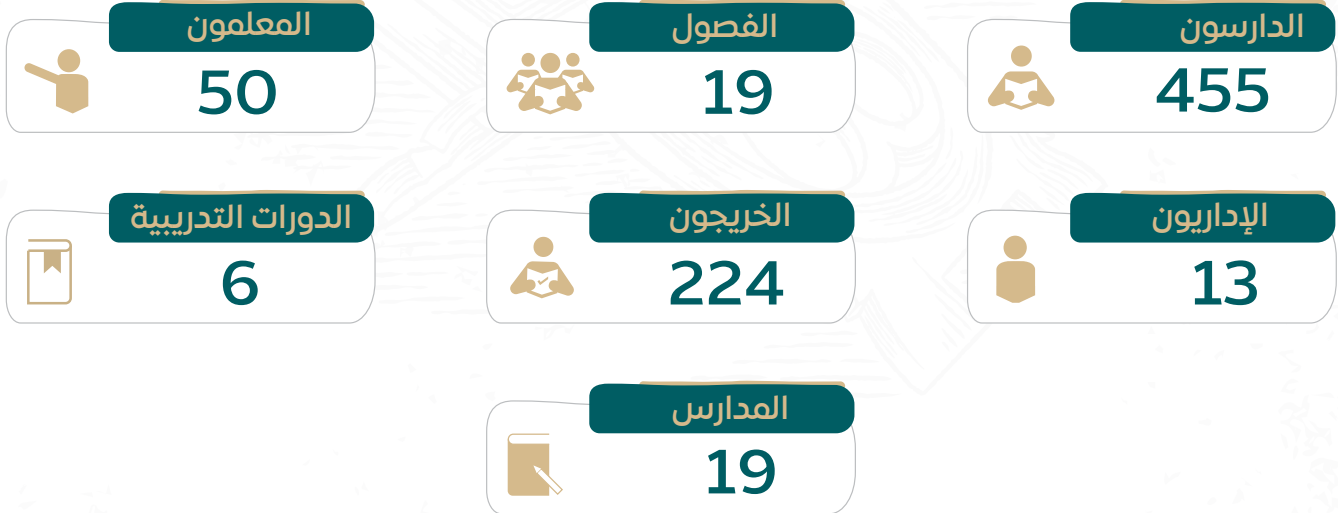 الدارسون
455
الفصول
19
المعلمون
50
الإداريون
13
الخريجون
224
الدورات التدريبية
6
المدارس
19